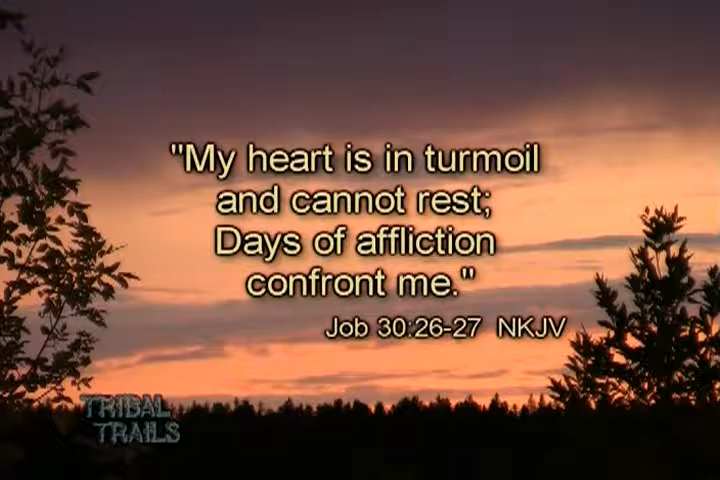 "My heart is in turmoil
and cannot rest;
Days of affliction
confront me."
Job 30:26-27 NKJV
TRIBAL
TRAILS